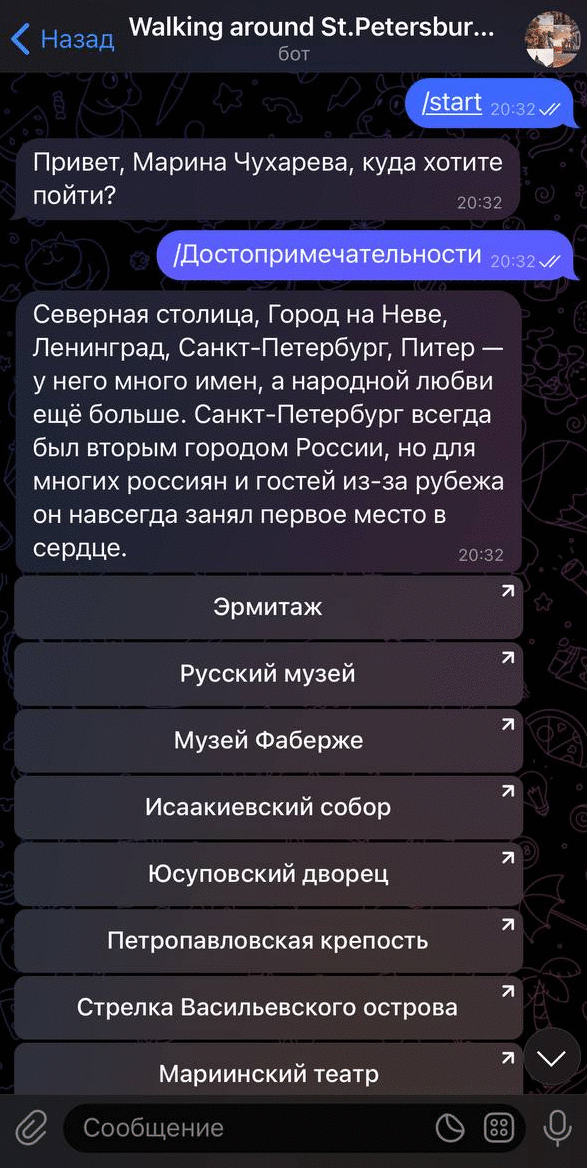 Назад
Walking around St.Petersbur...
бот
/start 20:32
Привет, Марина Чухарева, куда хотите
пойти?
20:32
/Достопримечательности 20:32
Северная столица, Город на Неве,
Ленинград, Санкт-Петербург, Питер —
у него много имен, а народной любви
ещё больше. Санкт-Петербург всегда
был вторым городом России, но для
многих россиян и гостей из-за рубежа
он навсегда занял первое место в
сердце.
20:32
Эрмитаж
Русский музей
Музей Фаберже
Исаакиевский собор
Юсуповский дворец
Петропавловская крепость
Стрелка Васильевского острова
Мариинский театр
Сообщение